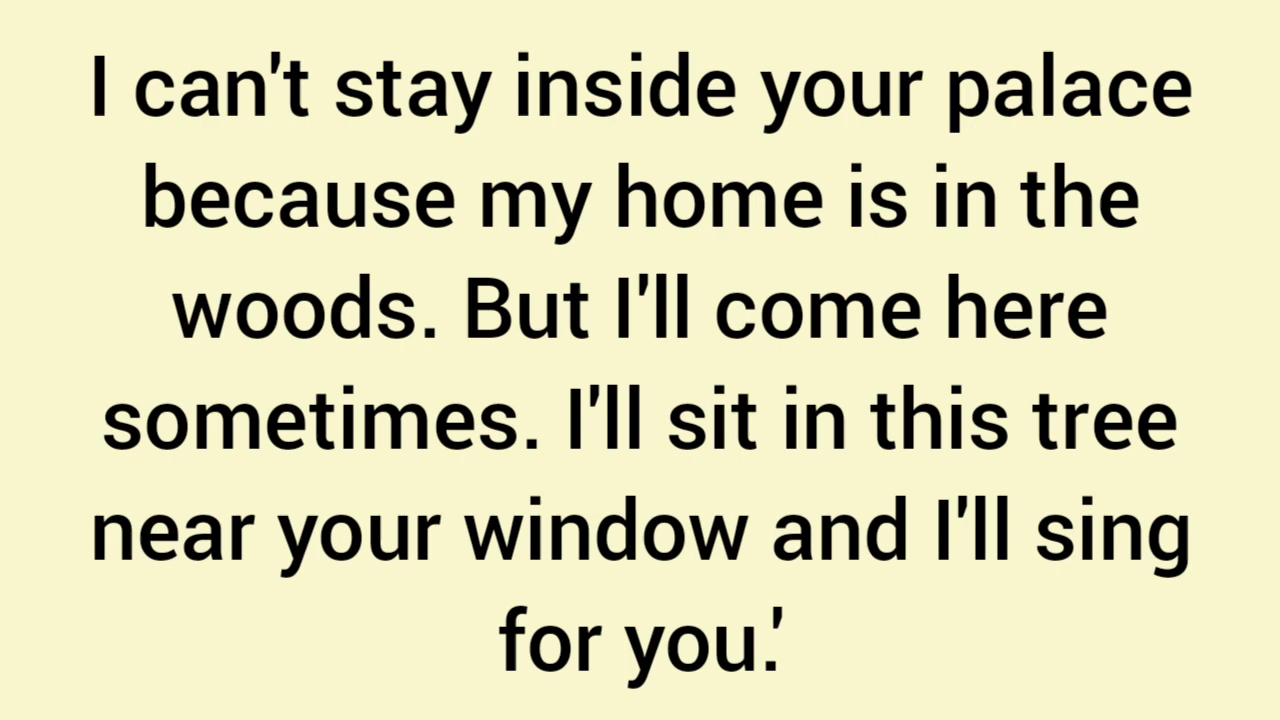 I can't stay inside your palace
because my home is in the
woods. But I'll come here
sometimes. I'll sit in this tree
near your window and I'll sing
for you.'